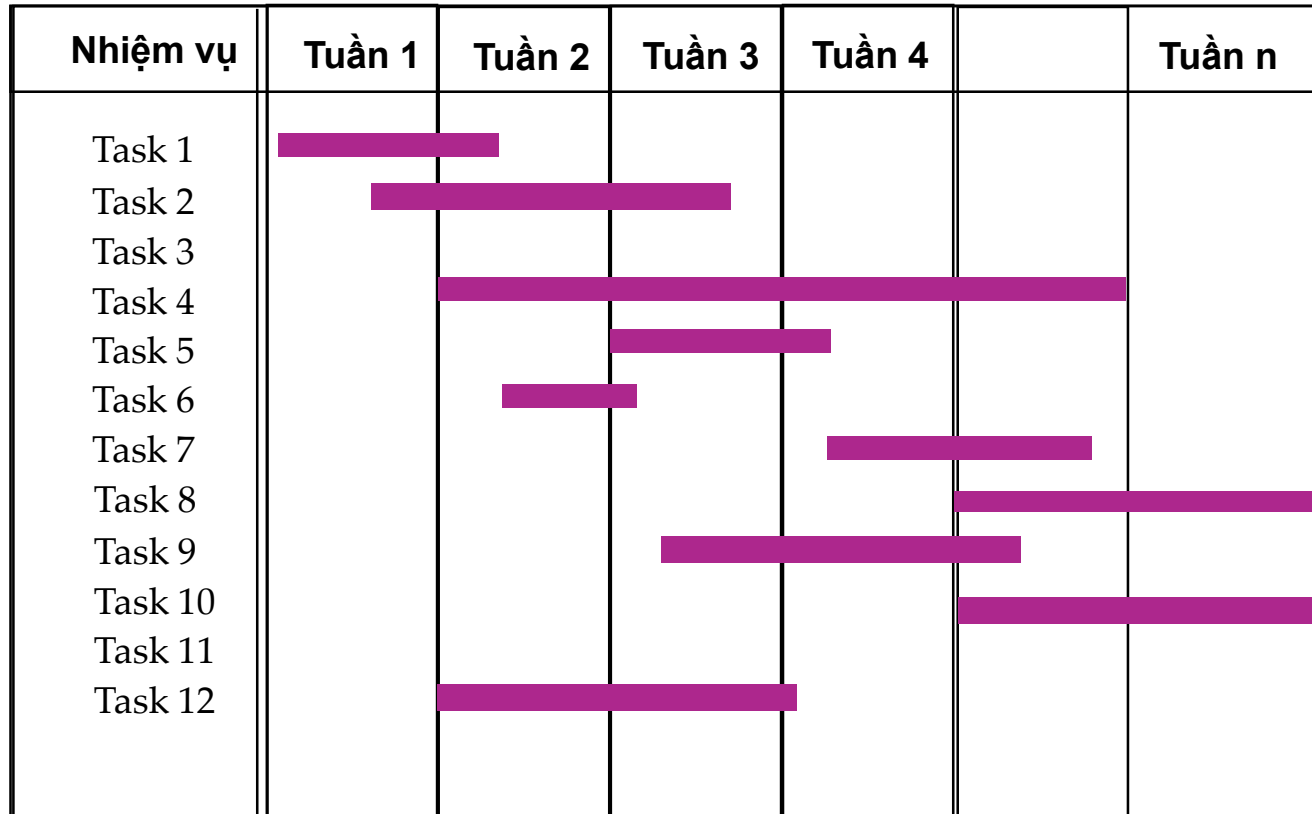 Nhiệm vụ Tuần 1 Tuần 2 Tuần 3 Tuần 4 Tuần n
Task 1
Task 2
Task 3
Task 4
Task 5
Task 6
Task 7
Task 8
Task 9
Task 10
Task 11
Task 12